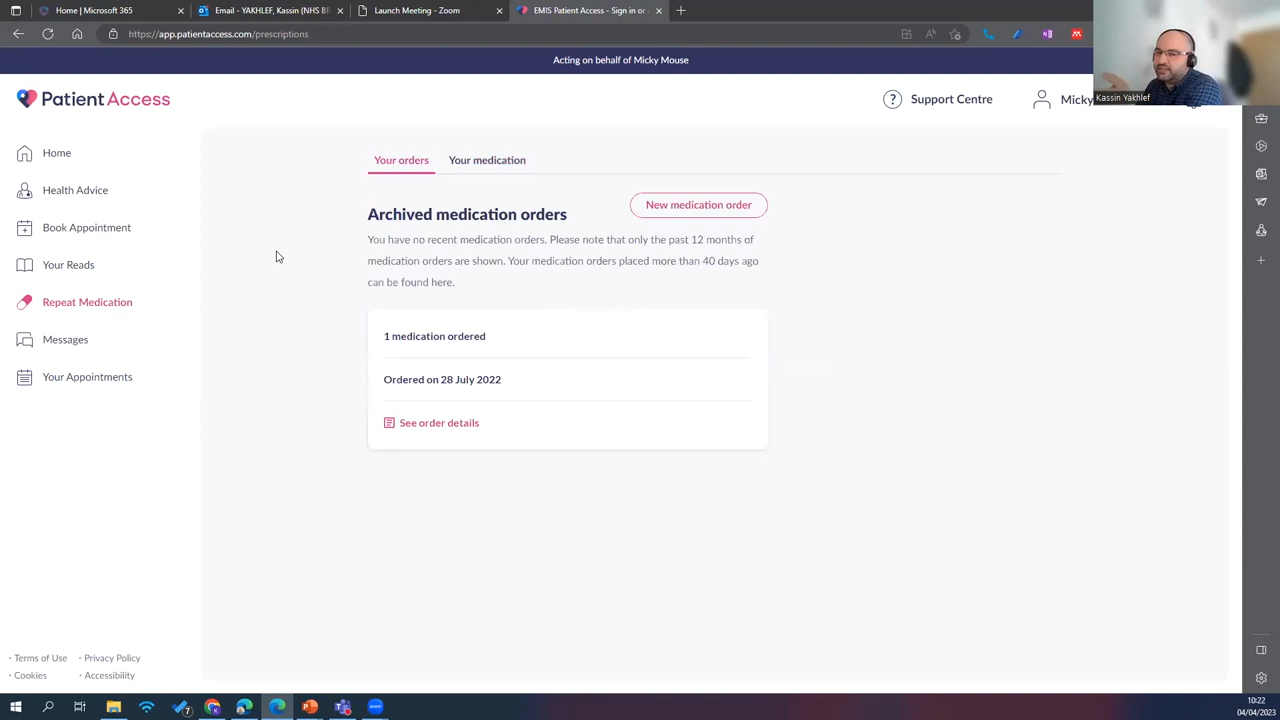 Home | Microsoft 365
Email - YAKHLEF, Kassin (NHS BR
Launch Meeting - Zoom
EMIS Patient Access - Sign in or
https://app.patientaccess.com/prescriptions
Acting on behalf of Micky Mouse
PatientAccess
Support Centre
Micky
Kassin Yakhlef
Home
Health Advice
Book Appointment
Your Reads
Repeat Medication
Messages
Your Appointments
Your orders
Your medication
Archived medication orders
New medication order
You have no recent medication orders. Please note that only the past 12 months of
medication orders are shown. Your medication orders placed more than 40 days ago
can be found here.
1 medication ordered
Ordered on 28 July 2022
See order details
· Terms of Use · Privacy Policy
· Cookies · Accessibility
10:22
04/04/2023